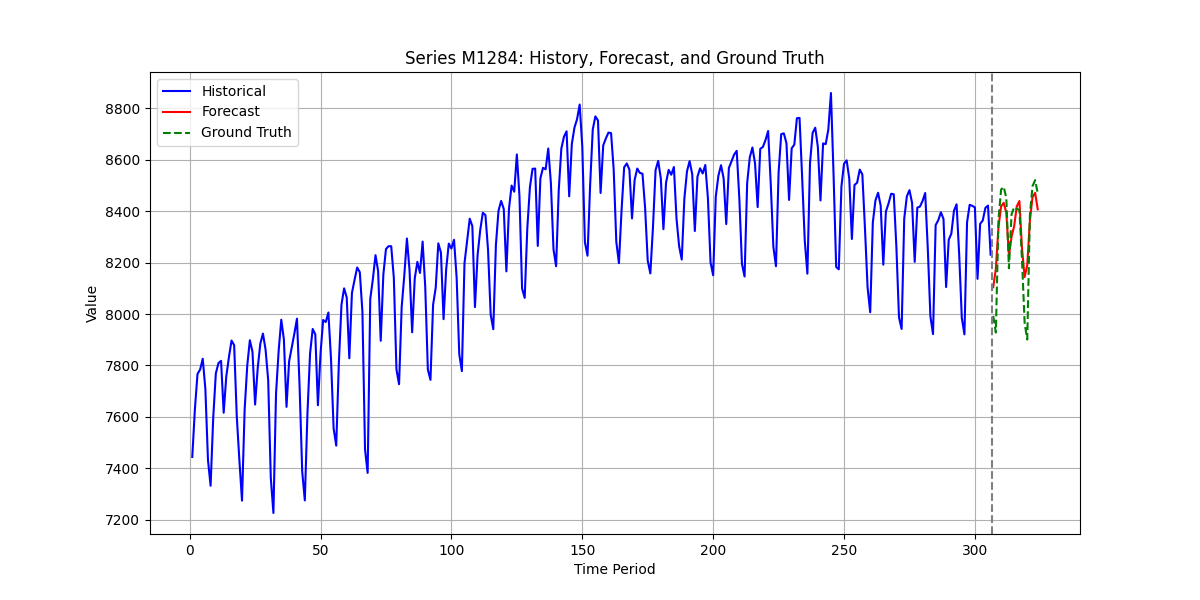 Series M1284: History, Forecast, and Ground Truth
Historical
Forecast
Ground Truth
Value
8800
8600
8400
8200
8000
7800
7600
7400
7200
0 50 100 150 200 250 300
Time Period